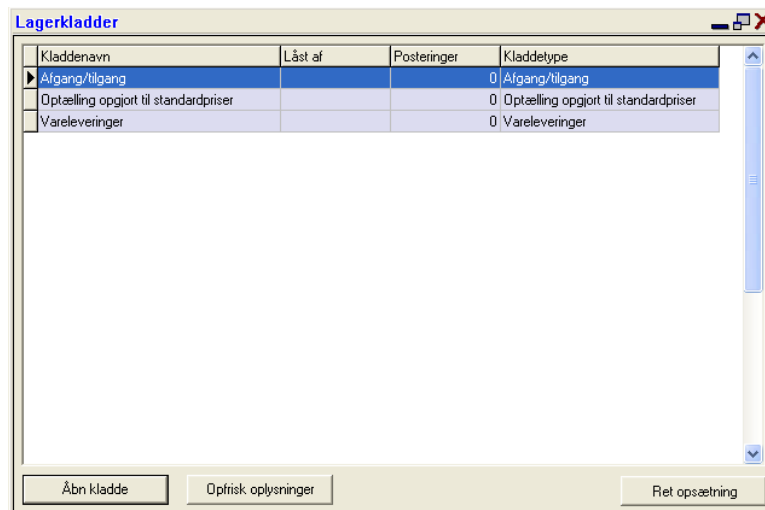 Lagerkladder
Kladdenavn Låst af Posteringer Kladdetype
Afgang/tilgang 0 Afgang/tilgang
Optælling opgjort til standardpriser 0 Optælling opgjort til standardpriser
Vareleveringer 0 Vareleveringer
Åbn kladde Opfrisk oplysninger Ret opsætning